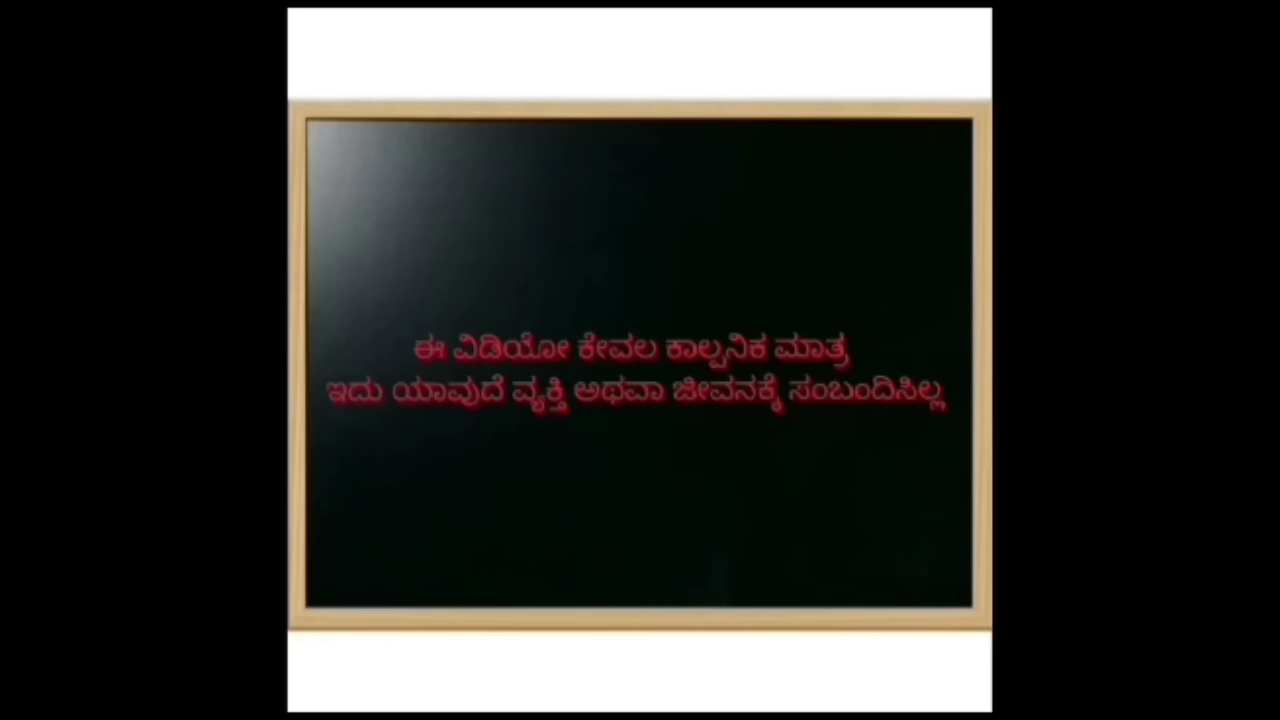 ಈ ವಿಡಿಯೋ ಕೇವಲ ಕಾಲ್ಪನಿಕ ಮಾತ್ರ
ಇದು ಯಾವುದೆ ವ್ಯಕ್ತಿ ಅಥವಾ ಜೀವನಕ್ಕೆ ಸಂಬಂದಿಸಿಲ್ಲ